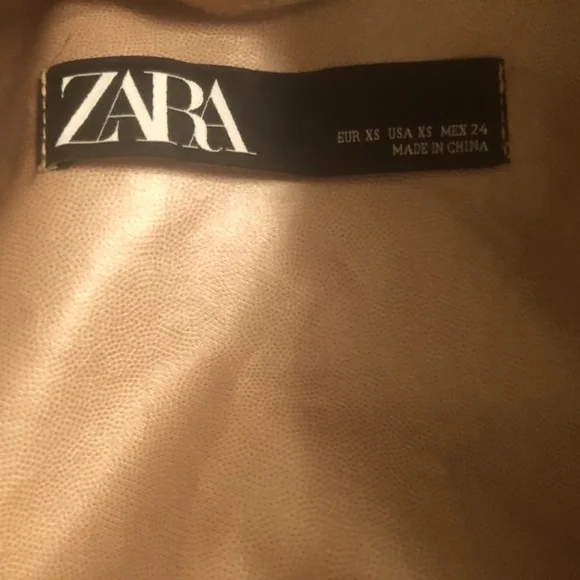 ZARA
EUR XS USA XS MEX 24
MADE IN CHINA